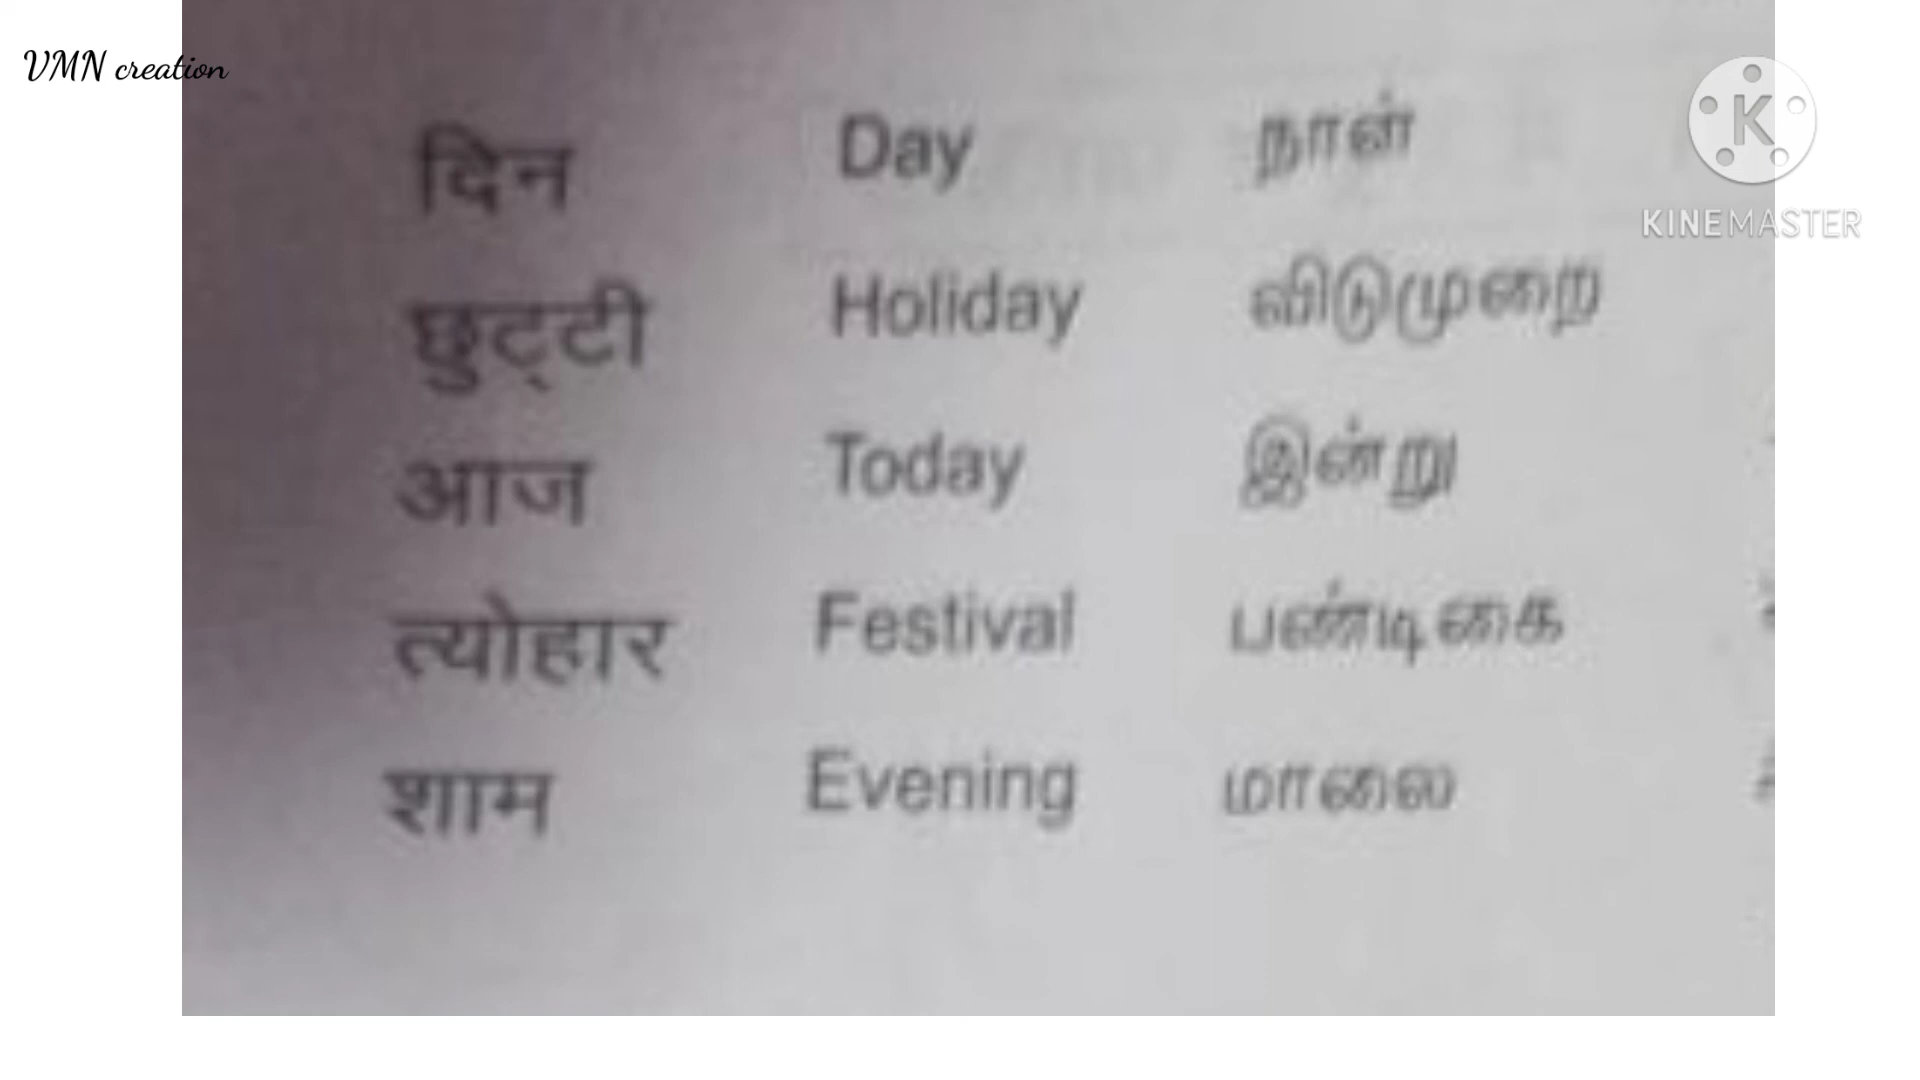 VMN creation
दिन Day நாள்
KINEMASTER
छुट्टी Holiday விடுமுறை
आज Today இன்று
त्योहार Festival பண்டிகை
शाम Evening மாலை